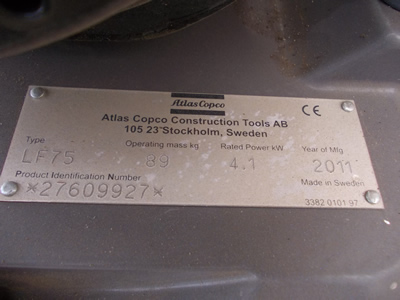 Atlas Copco
CE
Atlas Copco Construction Tools AB
105 23 Stockholm, Sweden
Type Operating mass kg Rated Power kW Year of Mfg
LF75 89 4.1 2011
Product Identification Number Made in Sweden
*27609927*
3382 0101 97